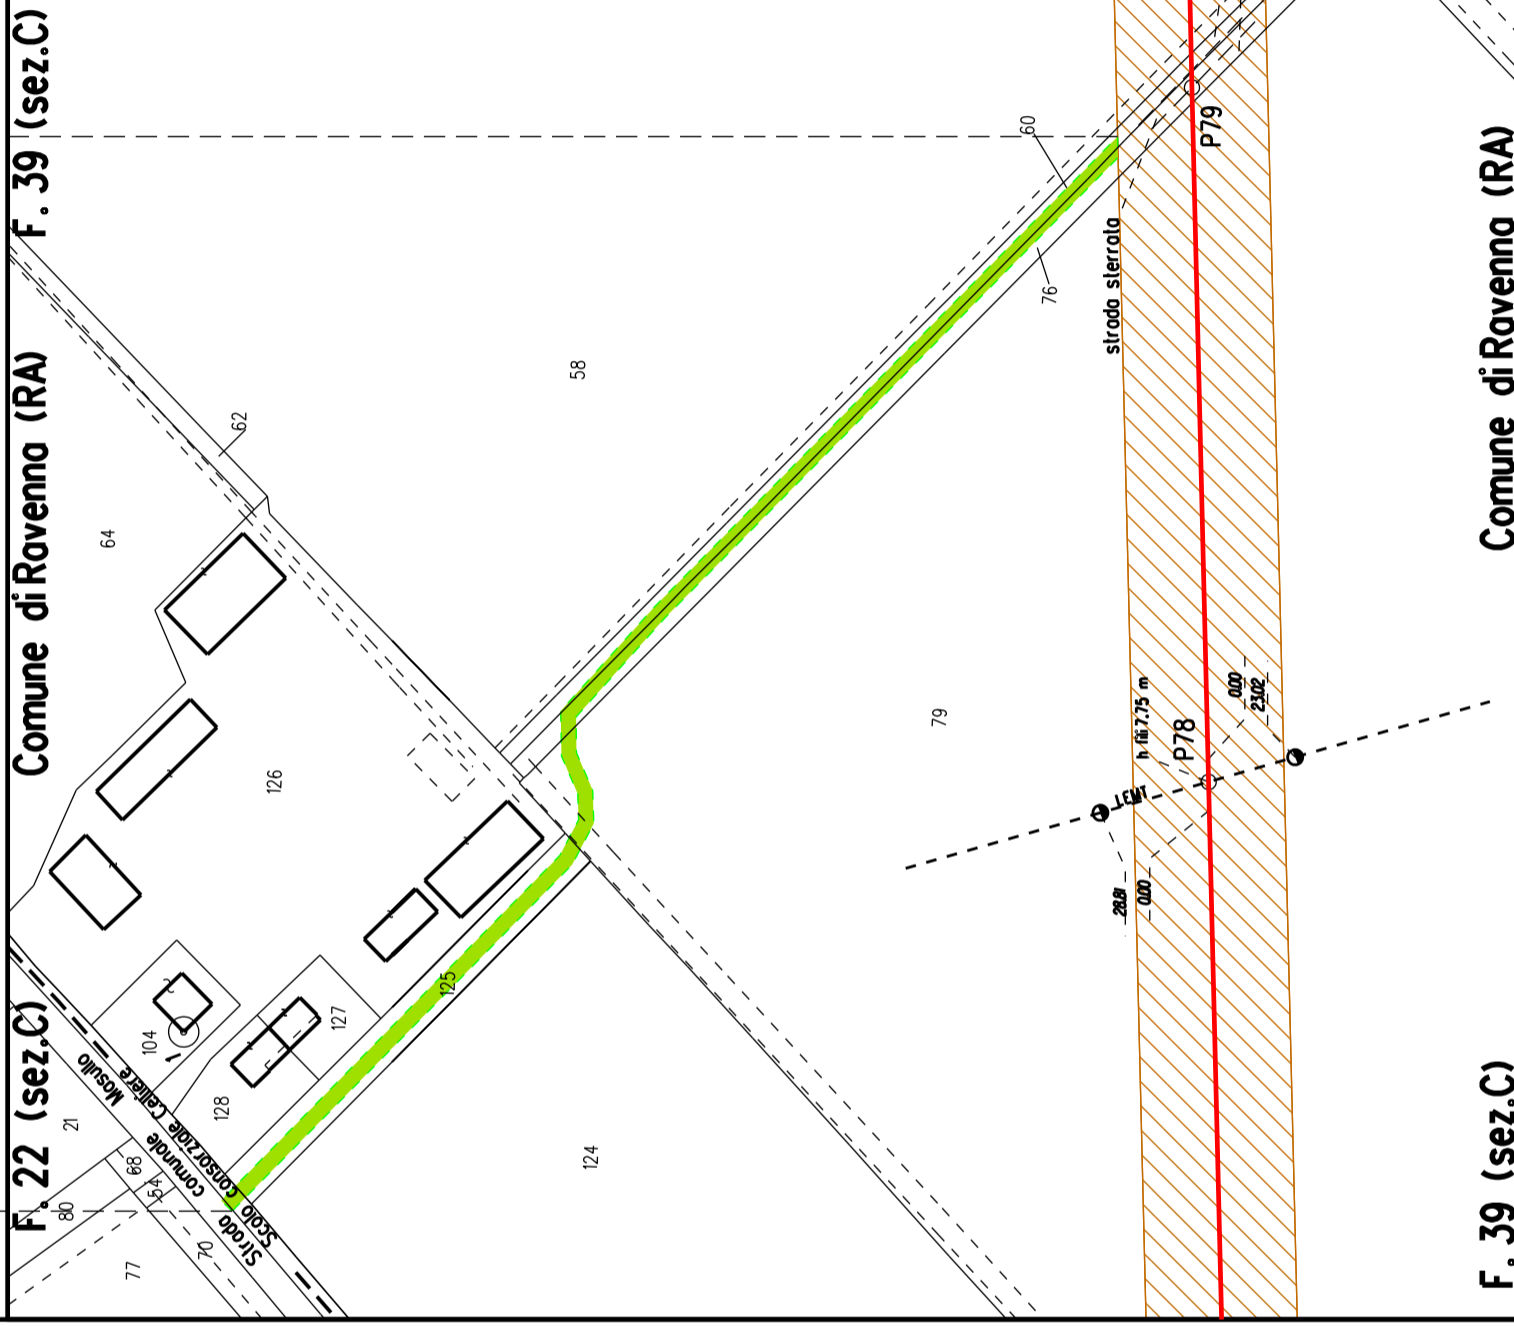 F. 22 (sez.C)
Comune di Ravenna (RA)
F. 39 (sez.C)
80
21
77
68
54
70
Strada comunale Mosullo
Scolo consorziale Celliere
104
128
127
125
126
64
62
58
124
79
60
76
strada sterrata
P79
h fili 7.75 m
P78
0.00
23.02
28.81
0.00
F. 39 (sez.C)
Comune di Ravenna (RA)